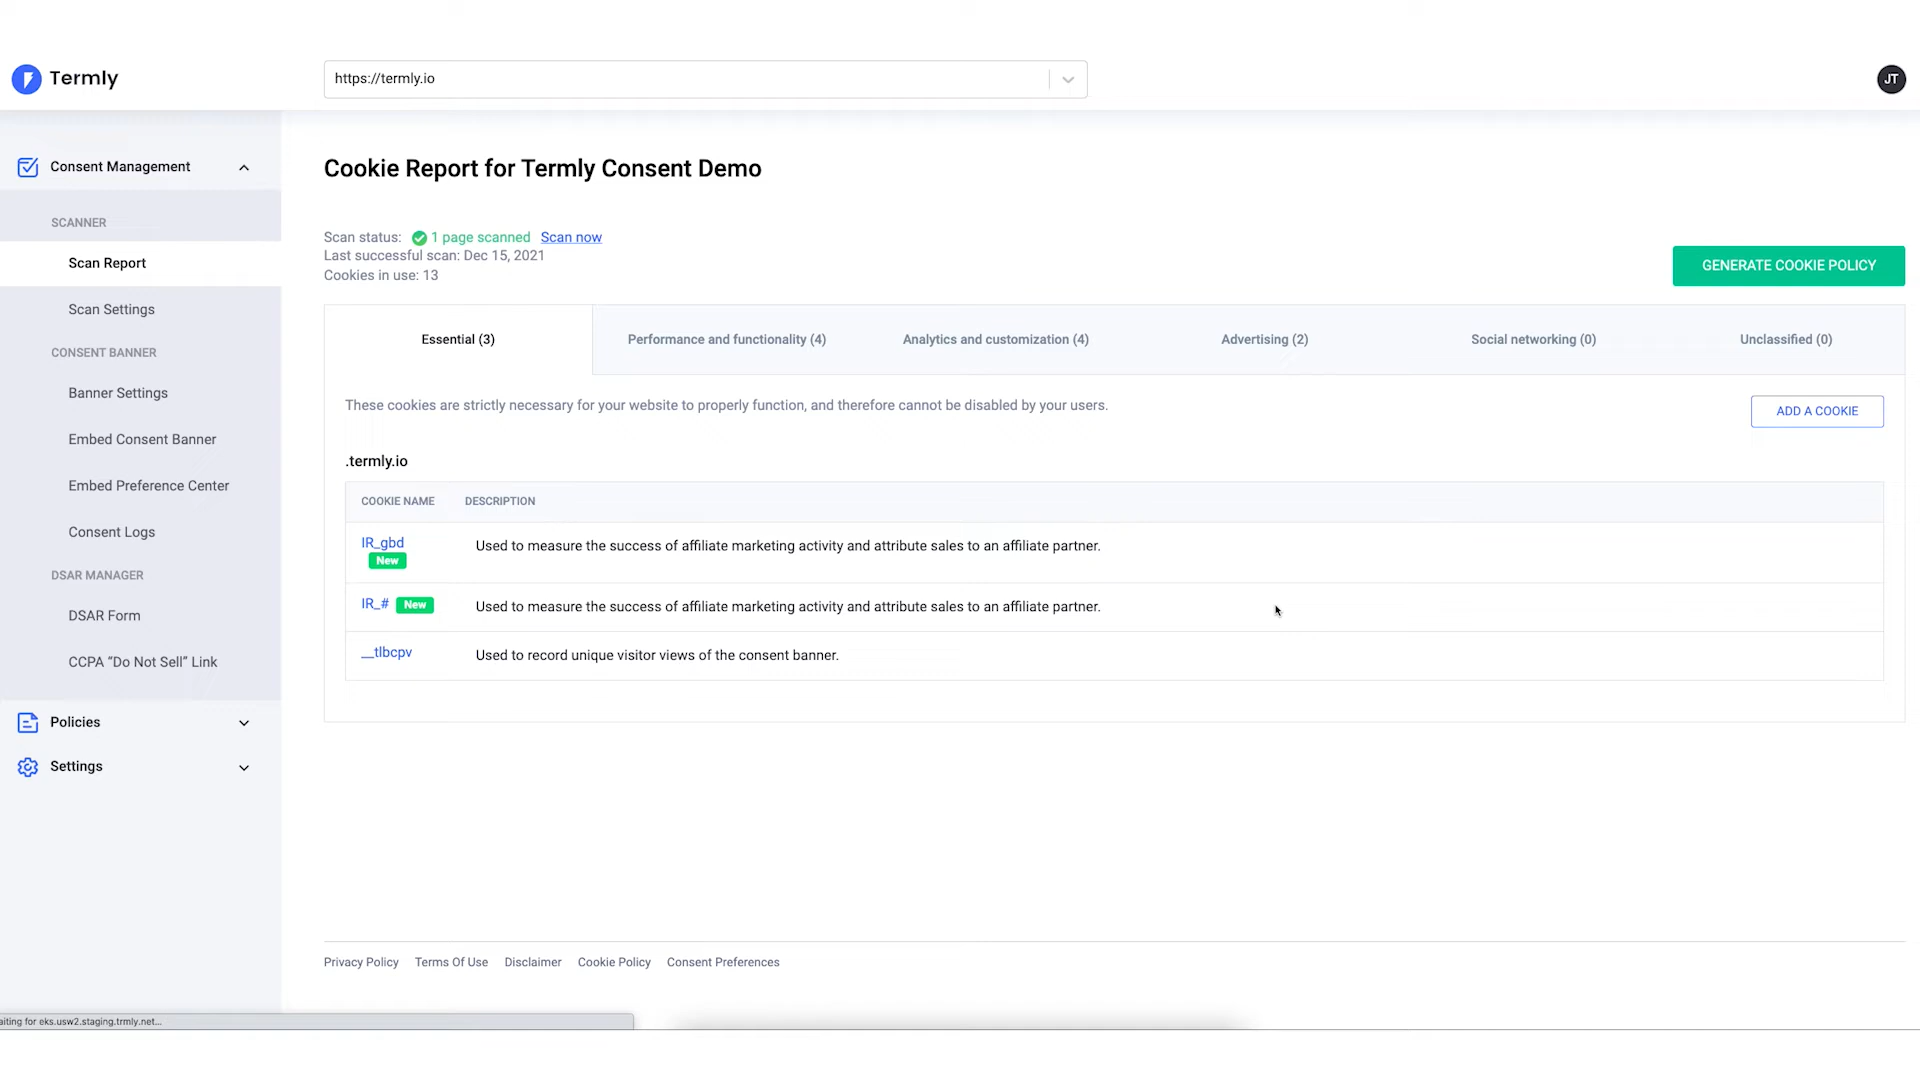 Termly
https://termly.io
JT
Consent Management
SCANNER
Scan Report
Scan Settings
CONSENT BANNER
Banner Settings
Embed Consent Banner
Embed Preference Center
Consent Logs
DSAR MANAGER
DSAR Form
CCPA “Do Not Sell” Link
Policies
Settings
Cookie Report for Termly Consent Demo
Scan status: 1 page scanned Scan now
Last successful scan: Dec 15, 2021
Cookies in use: 13
GENERATE COOKIE POLICY
Essential (3) Performance and functionality (4) Analytics and customization (4) Advertising (2) Social networking (0) Unclassified (0)
These cookies are strictly necessary for your website to properly function, and therefore cannot be disabled by your users.
ADD A COOKIE
.termly.io
COOKIE NAME DESCRIPTION
IR_gbd
New
Used to measure the success of affiliate marketing activity and attribute sales to an affiliate partner.
IR_# New Used to measure the success of affiliate marketing activity and attribute sales to an affiliate partner.
__tlbcpv Used to record unique visitor views of the consent banner.
Privacy Policy Terms Of Use Disclaimer Cookie Policy Consent Preferences
aiting for eks.usw2.staging.trmly.net...